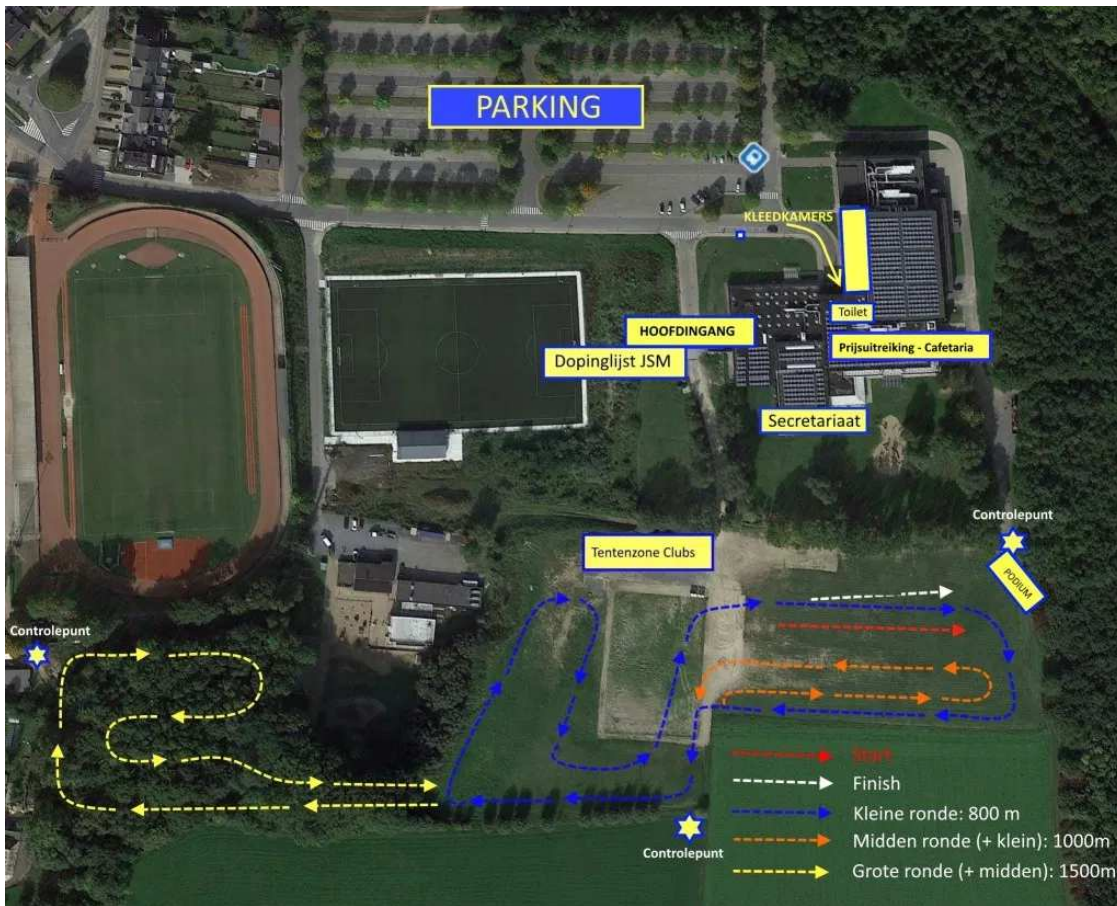 PARKING
KLEEDKAMERS
Toilet
HOOFDINGANG
Prijsuitreiking - Cafetaria
Dopinglijst JSM
Secretariaat
Controlepunt
Tentenzone Clubs
PODIUM
Controlepunt
Start
Finish
Kleine ronde: 800 m
Controlepunt
Midden ronde (+ klein): 1000m
Grote ronde (+ midden): 1500m